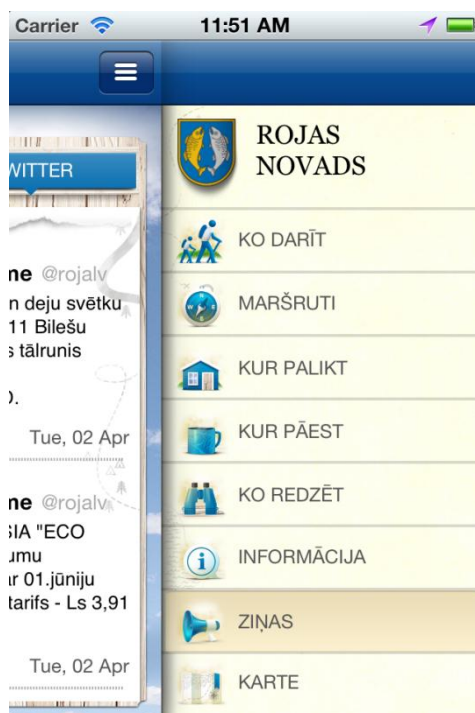 Carrier
11:51 AM
ROJAS
NOVADS
WITTER
KO DARĪT
me @rojalv
n deju svētku
11 Bilešu
s tālrunis
).
Tue, 02 Apr
MARŠRUTI
KUR PALIKT
KUR PĀEST
KO REDZĒT
me @rojalv
SIA "ECO
umu
ar 01.jūniju
tarifs - Ls 3,91
Tue, 02 Apr
INFORMĀCIJA
ZIŅAS
KARTE